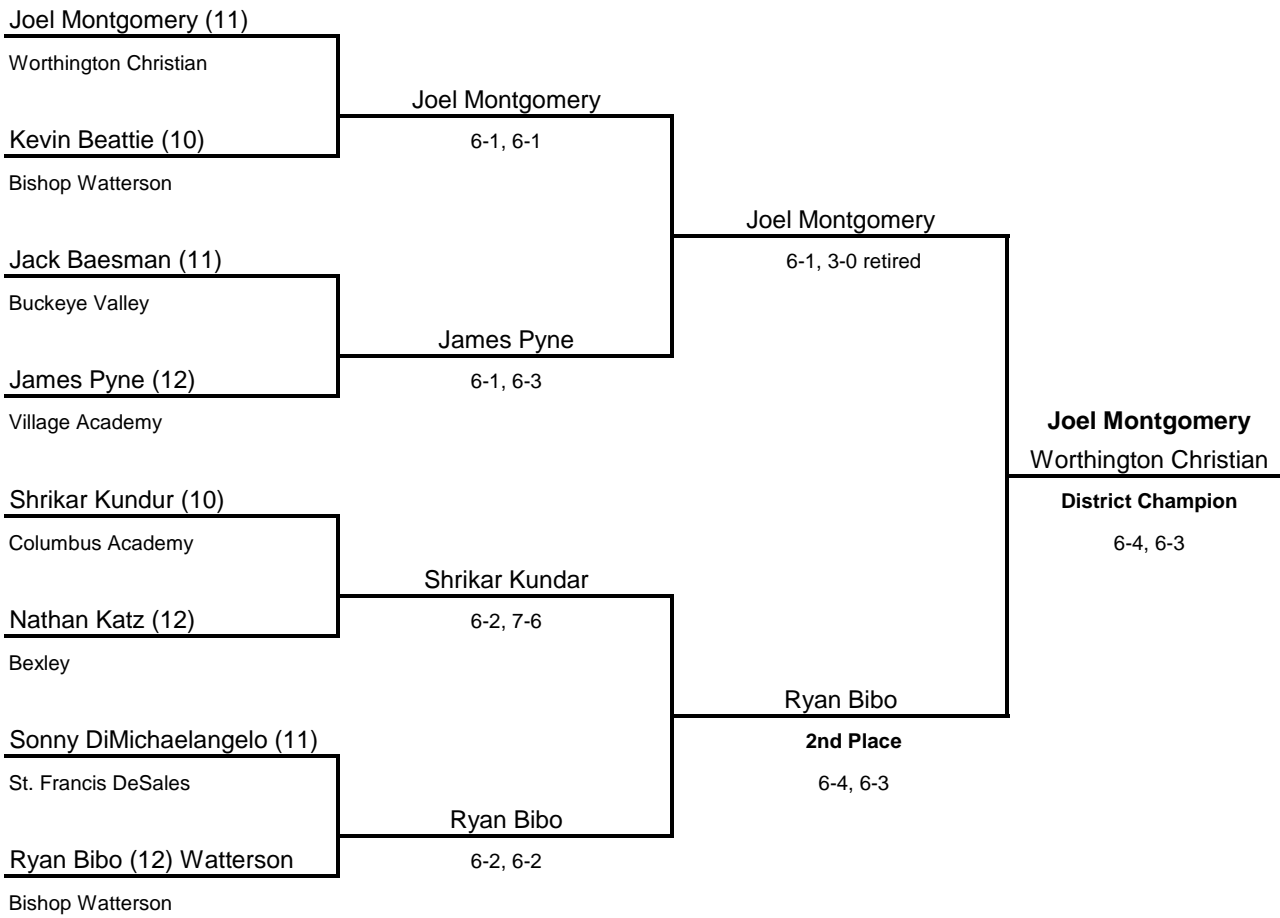 Joel Montgomery (11)
Worthington Christian
Joel Montgomery
Kevin Beattie (10)
6-1, 6-1
Bishop Watterson
Joel Montgomery
Jack Baesman (11)
6-1, 3-0 retired
Buckeye Valley
James Pyne
James Pyne (12)
6-1, 6-3
Village Academy
Joel Montgomery
Worthington Christian
Shrikar Kundur (10)
District Champion
Columbus Academy
6-4, 6-3
Shrikar Kundar
Nathan Katz (12)
6-2, 7-6
Bexley
Ryan Bibo
Sonny DiMichaelangelo (11)
2nd Place
St. Francis DeSales
6-4, 6-3
Ryan Bibo
Ryan Bibo (12) Watterson
6-2, 6-2
Bishop Watterson